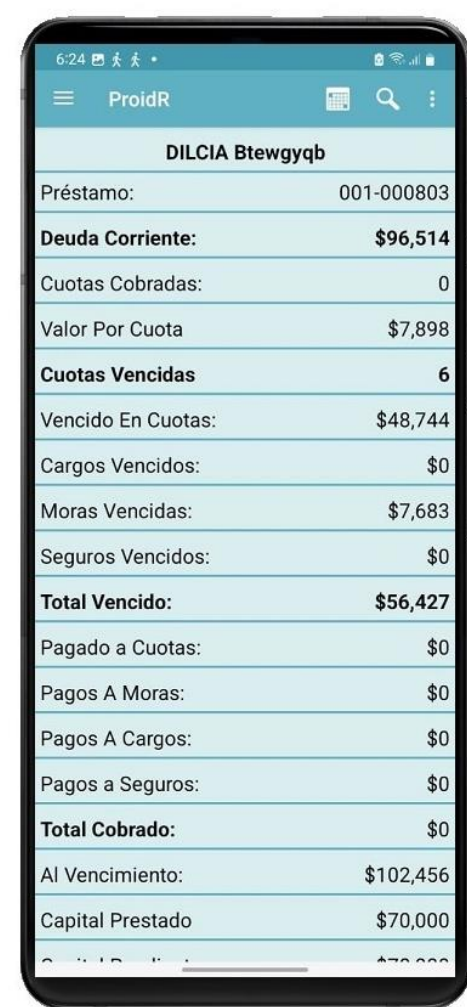 6:24
ProidR
DILCIA Btewgyqb
Préstamo: 001-000803
Deuda Corriente: $96,514
Cuotas Cobradas: 0
Valor Por Cuota $7,898
Cuotas Vencidas 6
Vencido En Cuotas: $48,744
Cargos Vencidos: $0
Moras Vencidas: $7,683
Seguros Vencidos: $0
Total Vencido: $56,427
Pagado a Cuotas: $0
Pagos A Moras: $0
Pagos A Cargos: $0
Pagos a Seguros: $0
Total Cobrado: $0
Al Vencimiento: $102,456
Capital Prestado $70,000